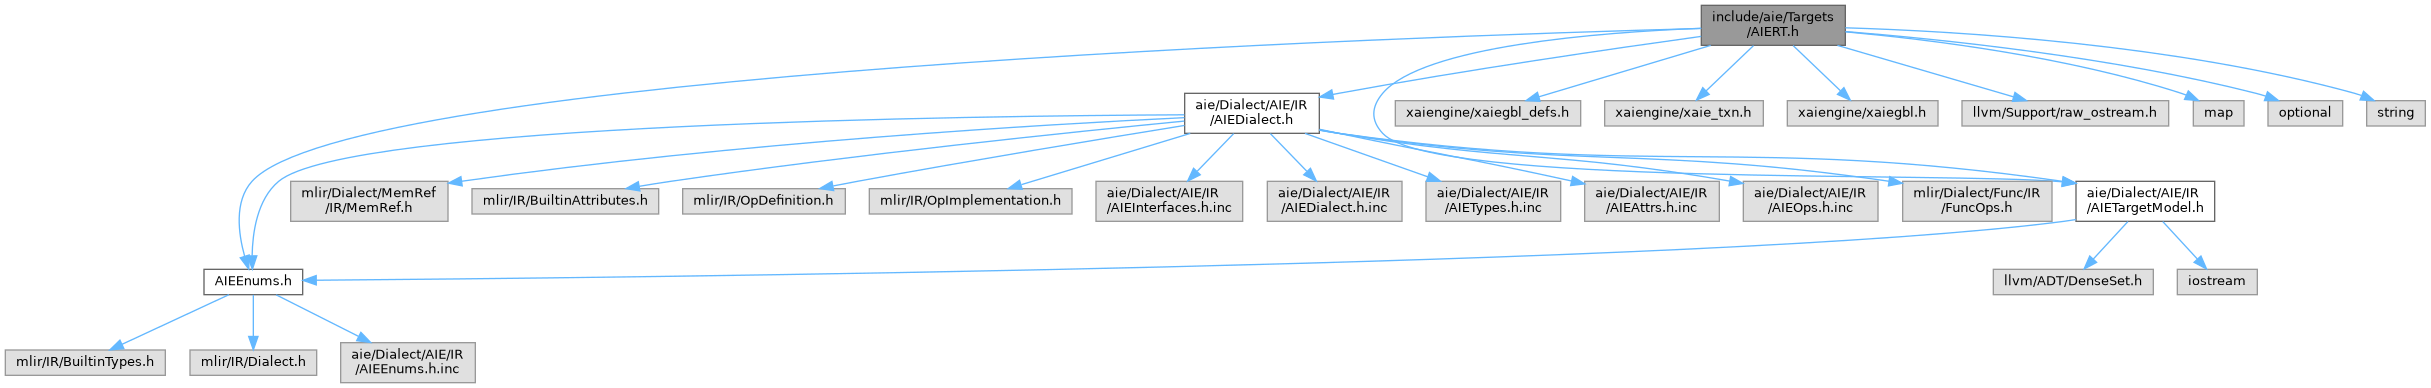 include/aie/Targets
/AIERT.h
aie/Dialect/AIE/IR
/AIEDialect.h
xaiengine/xaiegbl_defs.h
xaiengine/xaie_txn.h
xaiengine/xaiegbl.h
llvm/Support/raw_ostream.h
map
optional
string
mlir/Dialect/MemRef
/IR/MemRef.h
mlir/IR/BuiltinAttributes.h
mlir/IR/OpDefinition.h
mlir/IR/OpImplementation.h
aie/Dialect/AIE/IR
/AIEInterfaces.h.inc
aie/Dialect/AIE/IR
/AIEDialect.h.inc
aie/Dialect/AIE/IR
/AIETypes.h.inc
aie/Dialect/AIE/IR
/AIEAttrs.h.inc
aie/Dialect/AIE/IR
/AIEOps.h.inc
mlir/Dialect/Func/IR
/FuncOps.h
aie/Dialect/AIE/IR
/AIETargetModel.h
AIEEnums.h
llvm/ADT/DenseSet.h
iostream
mlir/IR/BuiltinTypes.h
mlir/IR/Dialect.h
aie/Dialect/AIE/IR
/AIEEnums.h.inc